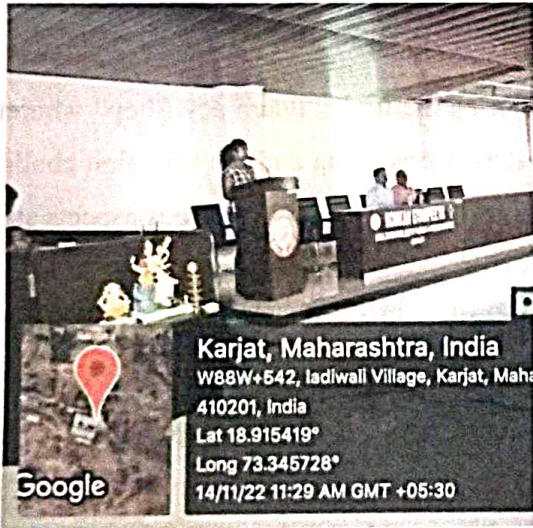 Karjat, Maharashtra, India
W88W+542, ladiwali Village, Karjat, Maha
410201, India
Lat 18.915419°
Long 73.345728°
14/11/22 11:29 AM GMT +05:30
Google